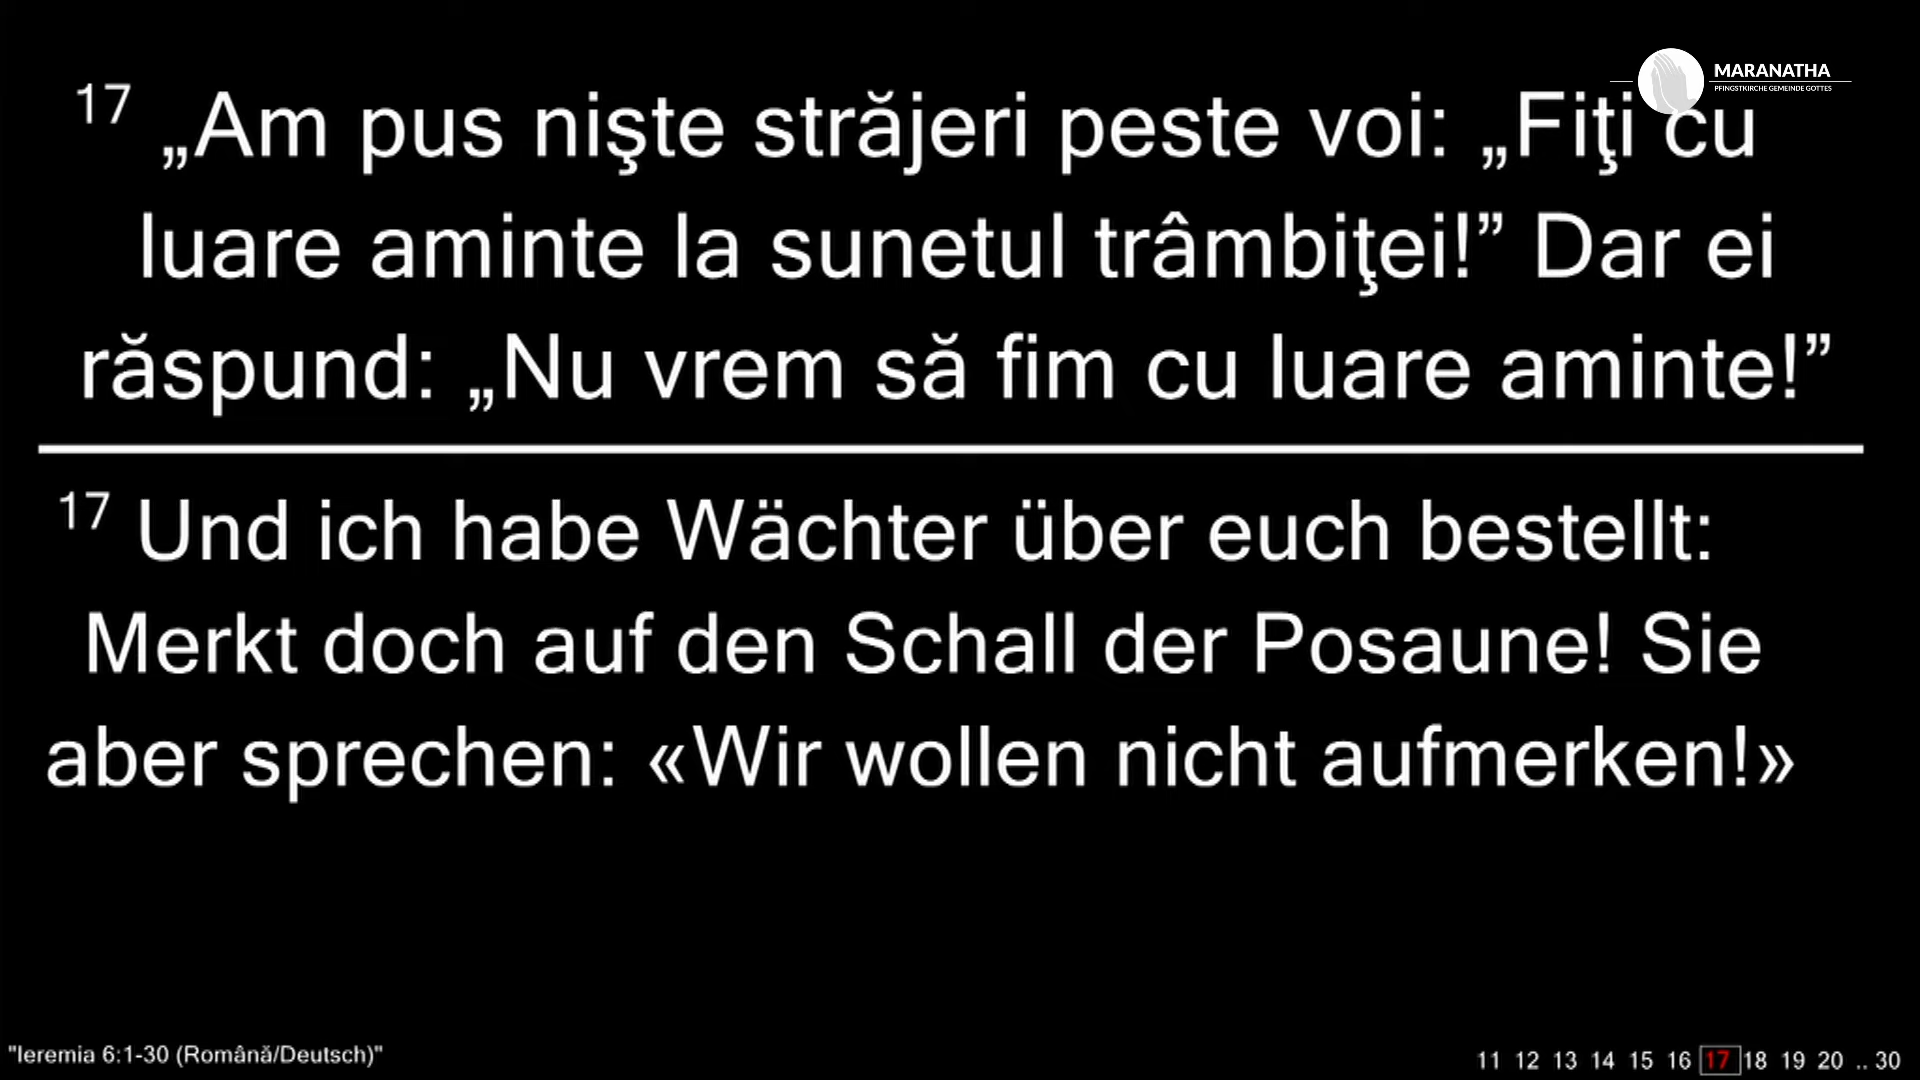 MARANATHA
PFINGSTKIRCHE GEMEINDE GOTTES
17 „Am pus nişte străjeri peste voi: „Fiţi cu
luare aminte la sunetul trâmbiţei!” Dar ei
răspund: „Nu vrem să fim cu luare aminte!”
17 Und ich habe Wächter über euch bestellt:
Merkt doch auf den Schall der Posaune! Sie
aber sprechen: «Wir wollen nicht aufmerken!»
"Ieremia 6:1-30 (Română/Deutsch)"
11 12 13 14 15 16 17 18 19 20 .. 30